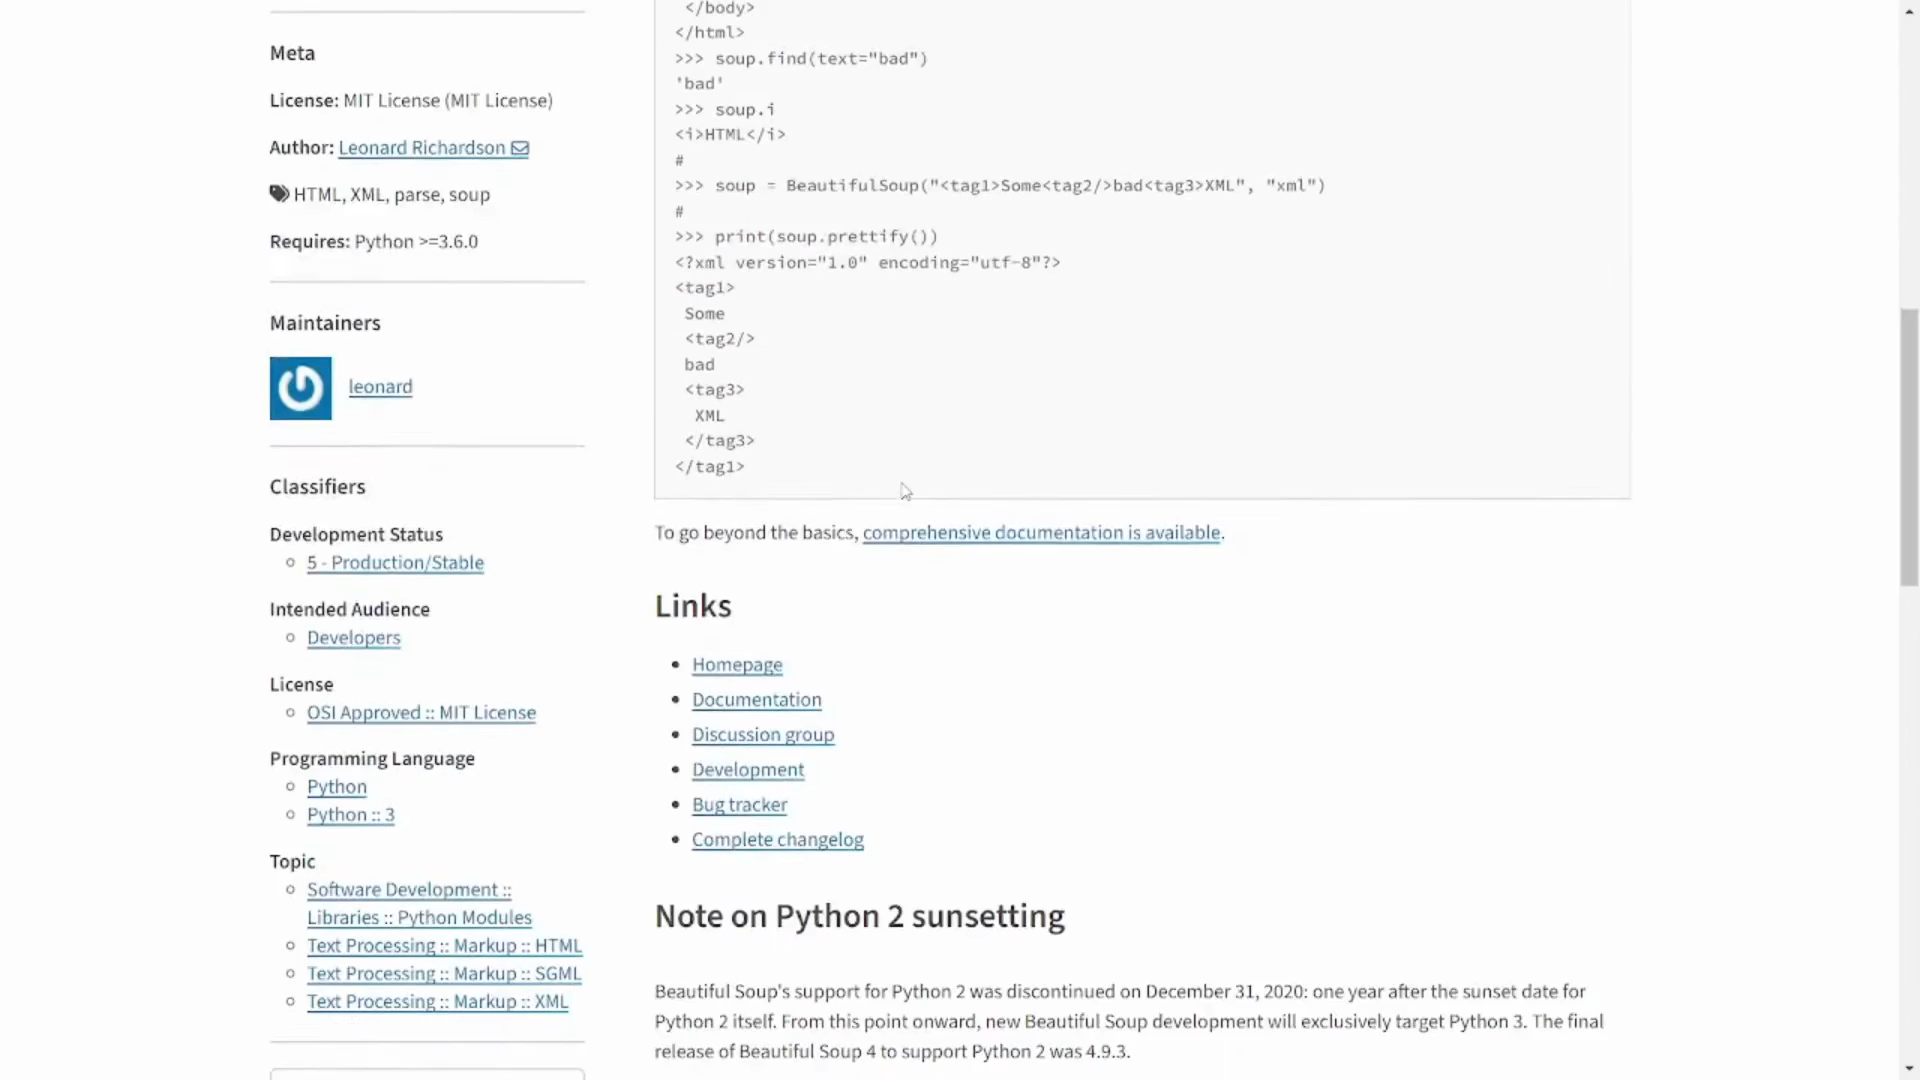 Meta
License: MIT License (MIT License)
Author: Leonard Richardson
HTML, XML, parse, soup
Requires: Python >=3.6.0
Maintainers
leonard
Classifiers
Development Status
5 - Production/Stable
Intended Audience
Developers
License
OSI Approved :: MIT License
Programming Language
Python
Python :: 3
Topic
Software Development ::
Libraries :: Python Modules
Text Processing :: Markup :: HTML
Text Processing :: Markup :: SGML
Text Processing :: Markup :: XML
</body>
</html>
>>> soup.find(text="bad")
'bad'
>>> soup.i
<i>HTML</i>
#
>>> soup = BeautifulSoup("<tag1>Some<tag2/>bad<tag3>XML", "xml")
#
>>> print(soup.prettify())
<?xml version="1.0" encoding="utf-8"?>
<tag1>
Some
<tag2/>
bad
<tag3>
XML
</tag3>
</tag1>
To go beyond the basics, comprehensive documentation is available.
Links
Homepage
Documentation
Discussion group
Development
Bug tracker
Complete changelog
Note on Python 2 sunsetting
Beautiful Soup's support for Python 2 was discontinued on December 31, 2020: one year after the sunset date for
Python 2 itself. From this point onward, new Beautiful Soup development will exclusively target Python 3. The final
release of Beautiful Soup 4 to support Python 2 was 4.9.3.